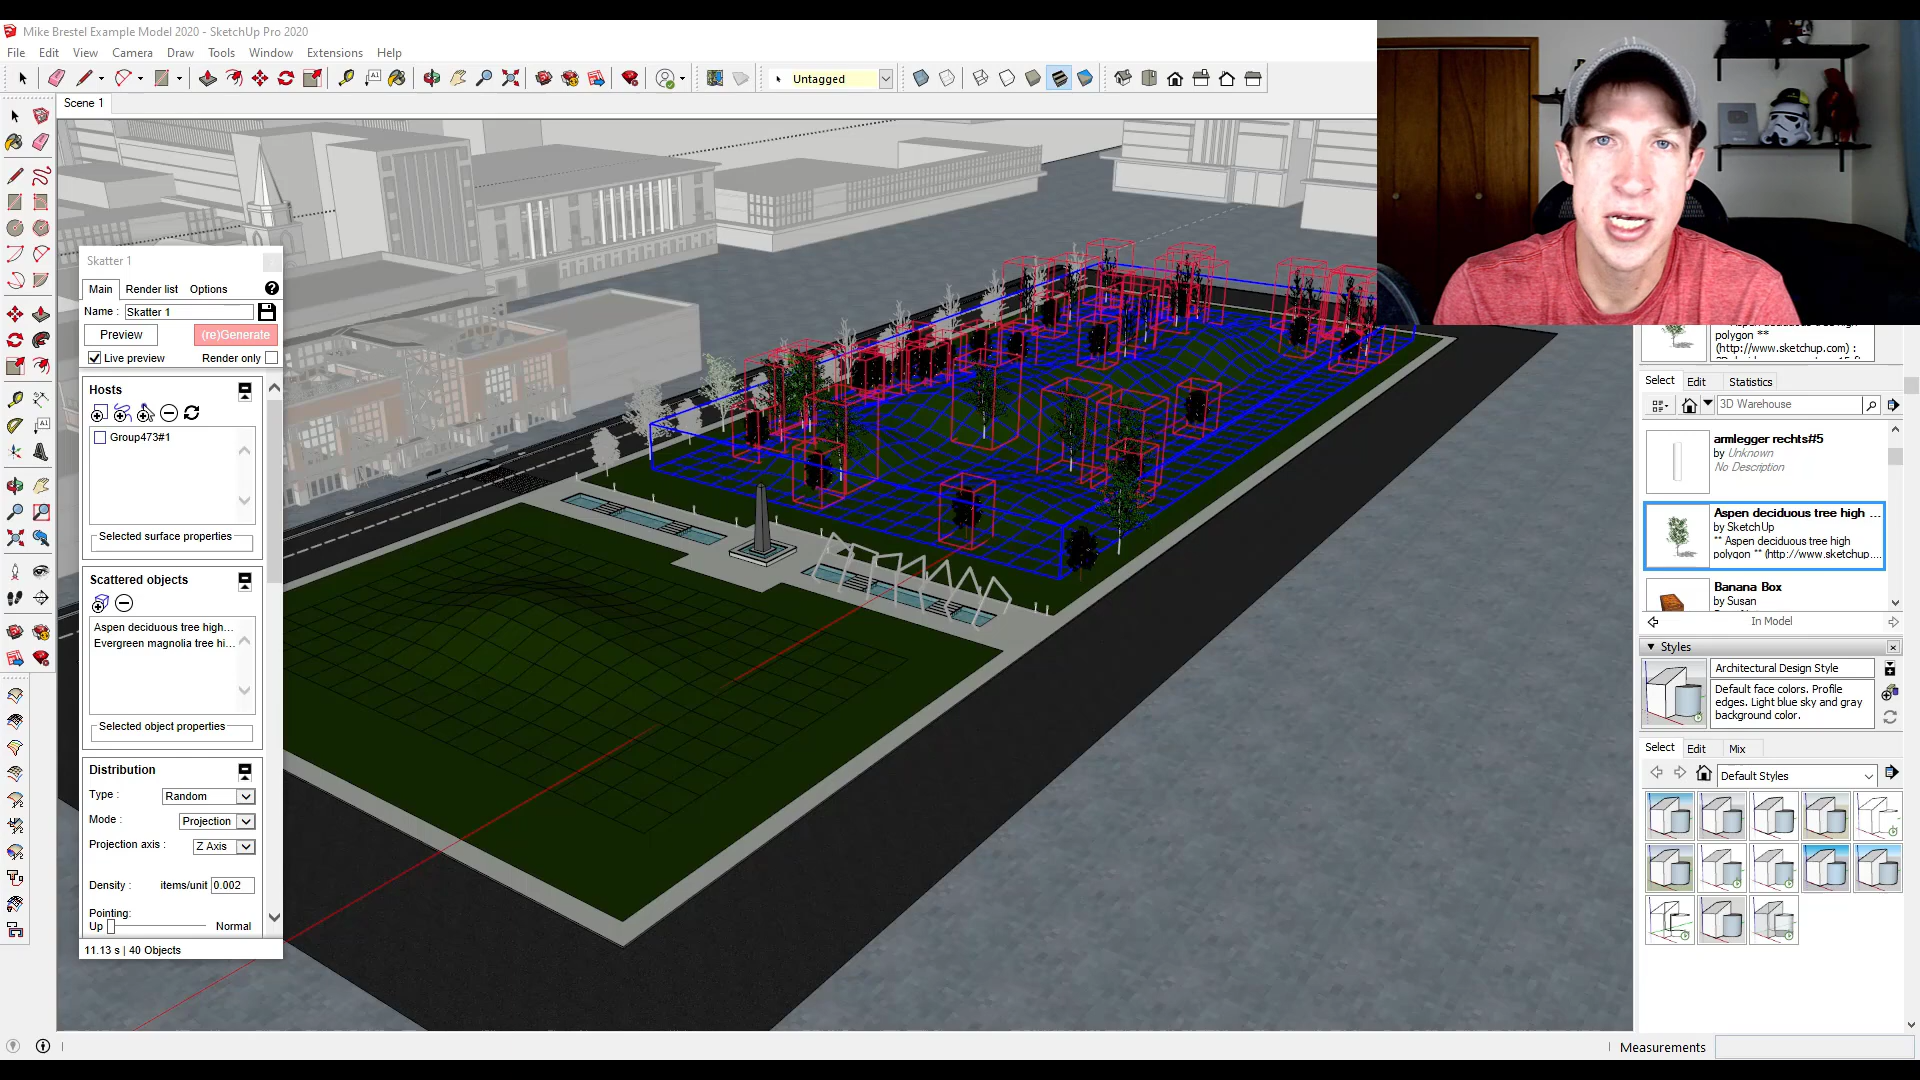 Mike Brestel Example Model 2020 - SketchUp Pro 2020
File Edit View Camera Draw Tools Window Extensions Help
Untagged
Scene 1
Skatter 1
Main Render list Options
Name : Skatter 1
Preview (re)Generate
Live preview Render only
Hosts
Group473#1
Selected surface properties
Scattered objects
Aspen deciduous tree high...
Evergreen magnolia tree hi...
Selected object properties
Distribution
Type : Random
Mode : Projection
Projection axis : Z Axis
Density : items/unit 0.002
Pointing:
Up Normal
11.13 s | 40 Objects
polygon **
(http://www.sketchup.com) :
Select Edit Statistics
3D Warehouse
armlegger rechts#5
by Unknown
No Description
Aspen deciduous tree high ...
by SketchUp
** Aspen deciduous tree high
polygon ** (http://www.sketchup....
Banana Box
by Susan
In Model
Styles
Architectural Design Style
Default face colors. Profile
edges. Light blue sky and gray
background color.
Select Edit Mix
Default Styles
Measurements